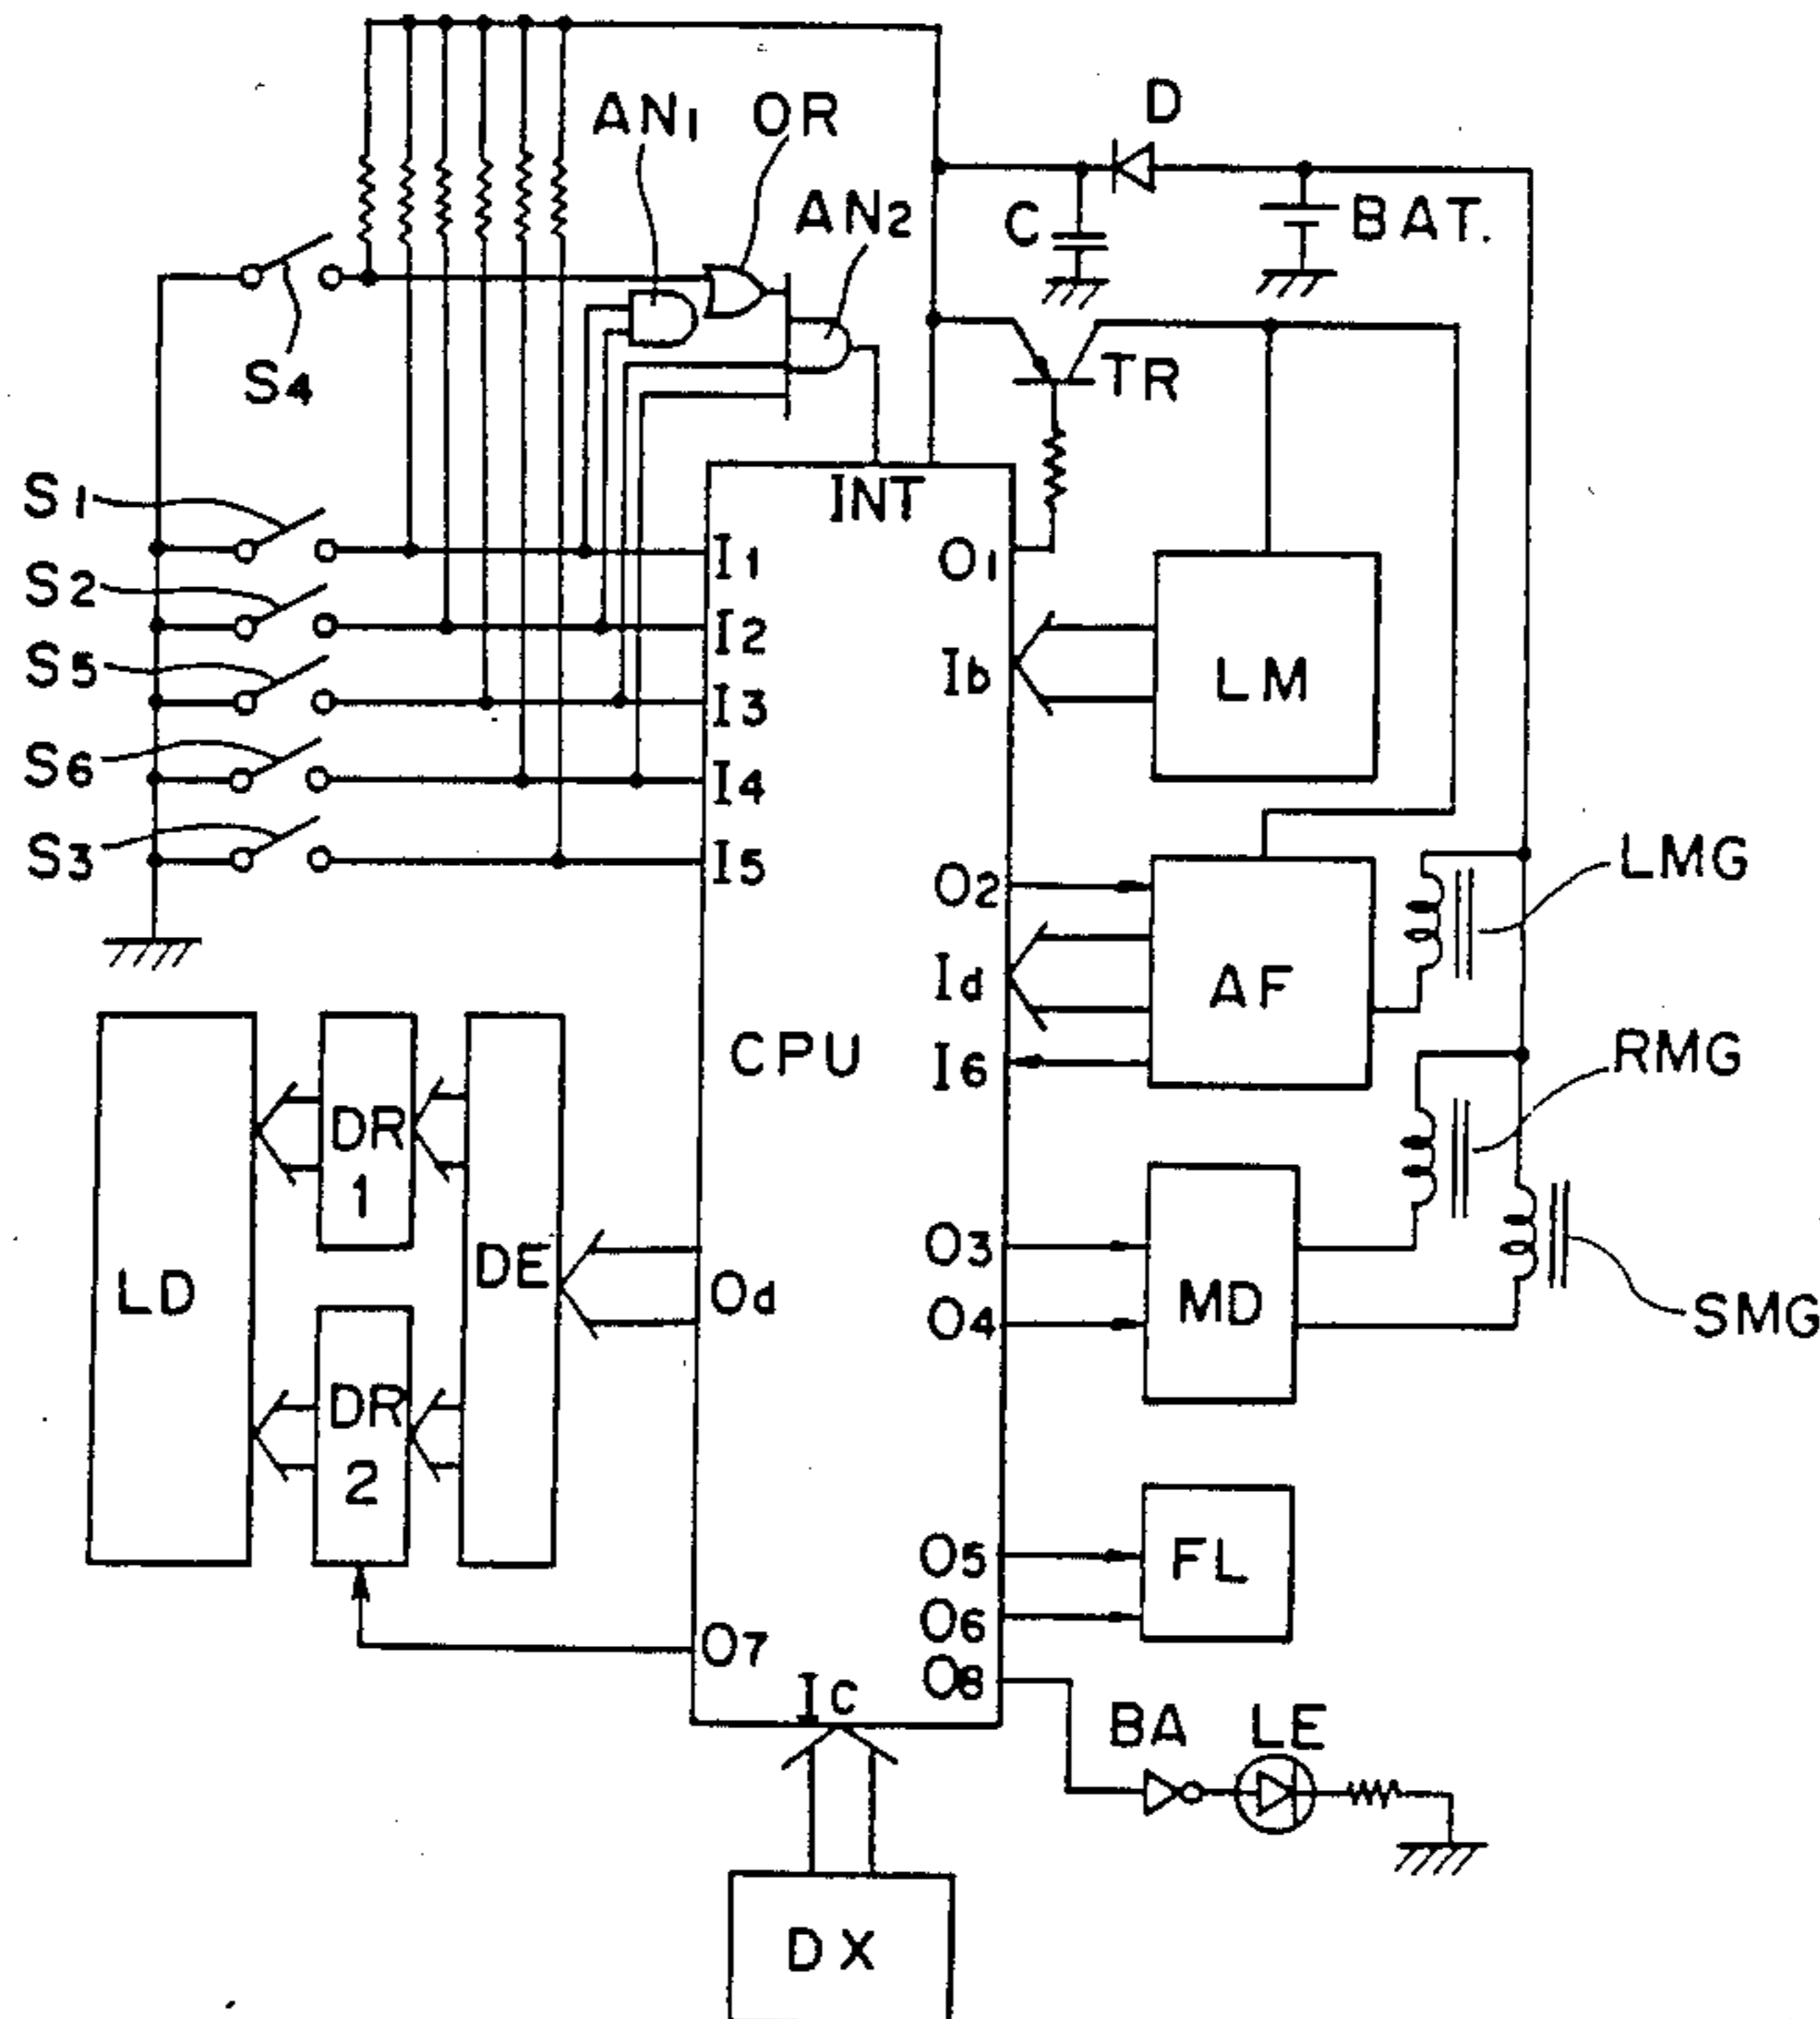 D
AN1 OR
AN2
C BAT.
S4
TR
S1
INT
I1 O1
S2
I2
S5
Ib LM
I3
S6
I4
S3
I5
O2
LMG
Id AF
CPU
I6
RMG
DR
1
O3
LD
DE
Od
MD
O4
SMG
DR
2
O5
FL
O6
O7
O8
Ic
BA LE
DX